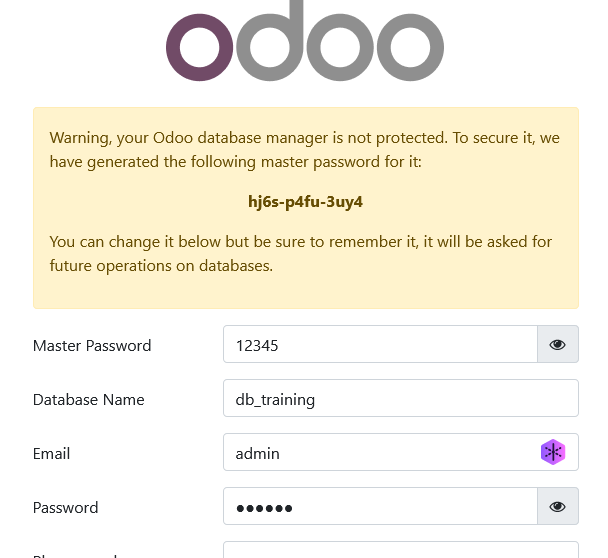 odoo
Warning, your Odoo database manager is not protected. To secure it, we
have generated the following master password for it:
hj6s-p4fu-3uy4
You can change it below but be sure to remember it, it will be asked for
future operations on databases.
Master Password 12345
Database Name db_training
Email admin
Password ●●●●●●